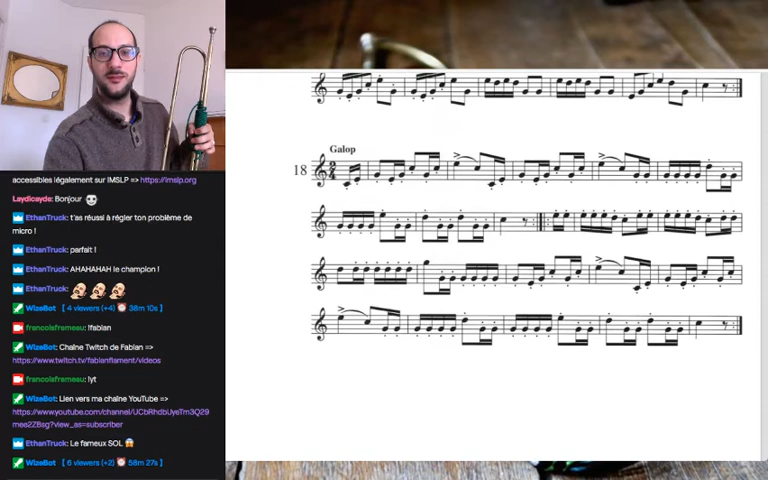 accessibles légalement sur IMSLP => https://imslp.org
Laydicayde: Bonjour
EthanTruck: t'as réussi à régler ton problème de
micro !
EthanTruck: parfait !
EthanTruck: AHAHAHAH le champion !
EthanTruck:
WizeBot: [ 4 viewers (+4) 38m 10s ]
francoisfremeau: !fabian
WizeBot: Chaîne Twitch de Fabian =>
https://www.twitch.tv/fabianflament/videos
francoisfremeau: !yt
WizeBot: Lien vers ma chaîne YouTube =>
https://www.youtube.com/channel/UCbRhdbUyeTm3Q29
mee2ZBsg?view_as=subscriber
EthanTruck: Le fameux SOL
WizeBot: [ 6 viewers (+2) 58m 27s ]
Galop
18
2
4